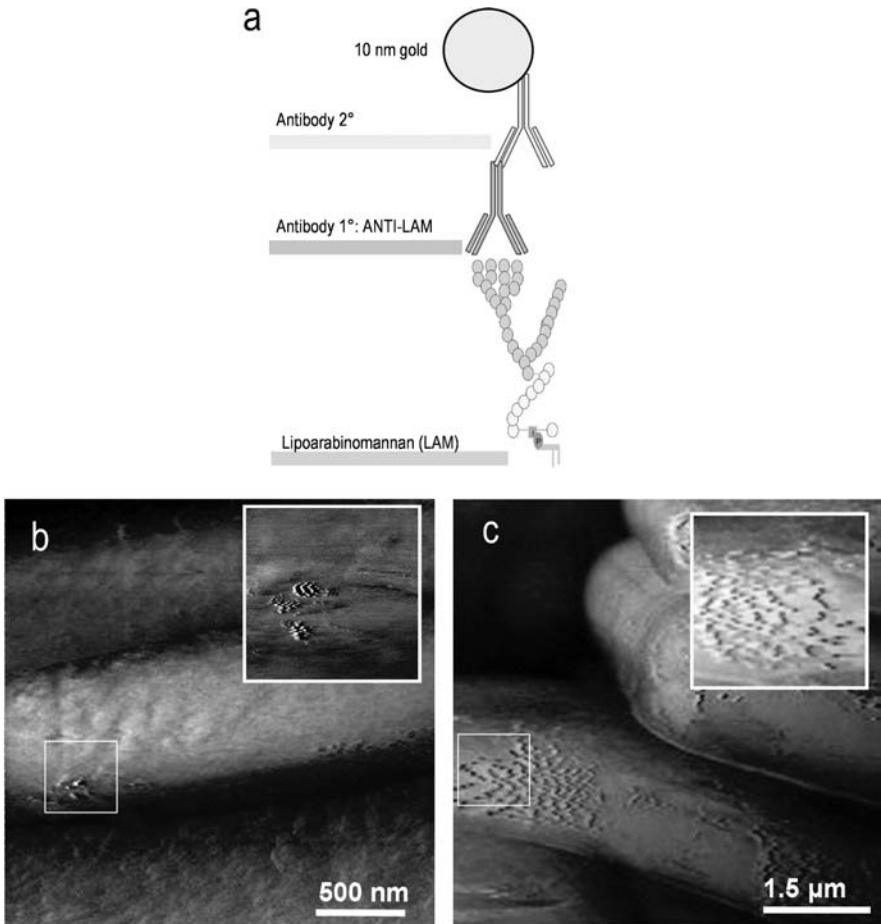 a
10 nm gold
Antibody 2°
Antibody 1°: ANTI-LAM
Lipoarabinomannan (LAM)
P
b
500 nm
c
1.5 µm